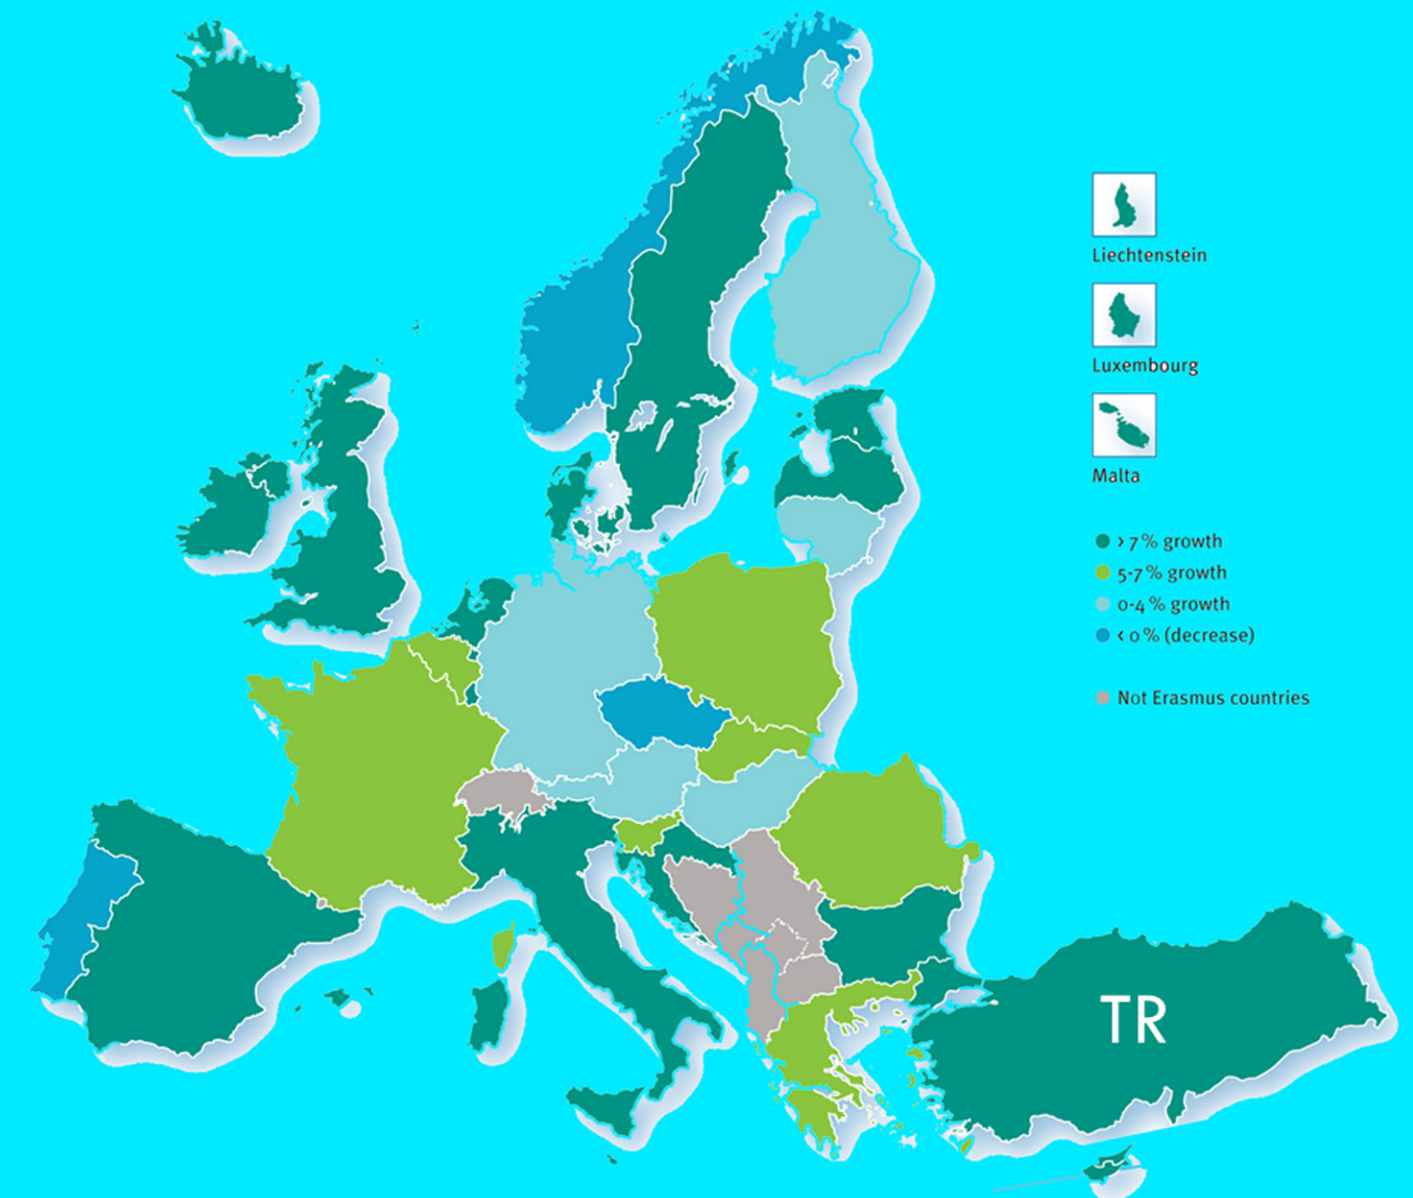 Liechtenstein
Luxembourg
Malta
> 7 % growth
5-7 % growth
0-4 % growth
< 0 % (decrease)
Not Erasmus countries
TR